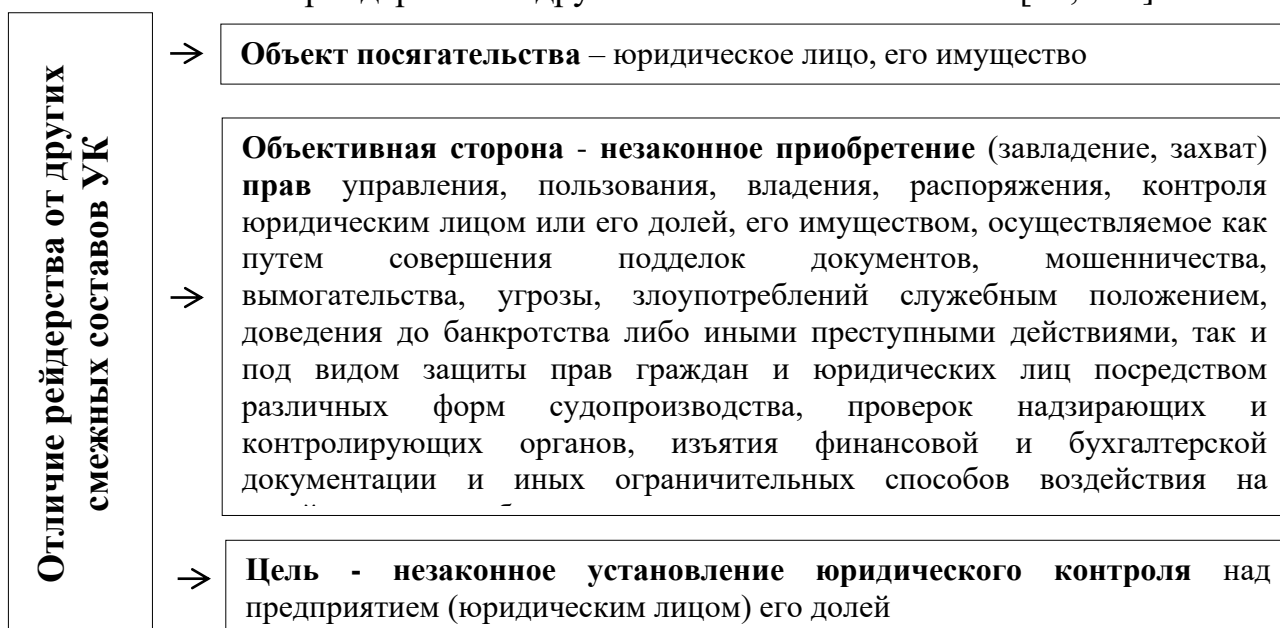 Отличие рейдерства от других
смежных составов УК
Объект посягательства – юридическое лицо, его имущество
Объективная сторона - незаконное приобретение (завладение, захват)
прав управления, пользования, владения, распоряжения, контроля
юридическим лицом или его долей, его имуществом, осуществляемое как
путем совершения подделок документов, мошенничества,
вымогательства, угрозы, злоупотреблений служебным положением,
доведения до банкротства либо иными преступными действиями, так и
под видом защиты прав граждан и юридических лиц посредством
различных форм судопроизводства, проверок надзирающих и
контролирующих органов, изъятия финансовой и бухгалтерской
документации и иных ограничительных способов воздействия на
Цель - незаконное установление юридического контроля над
предприятием (юридическим лицом) его долей